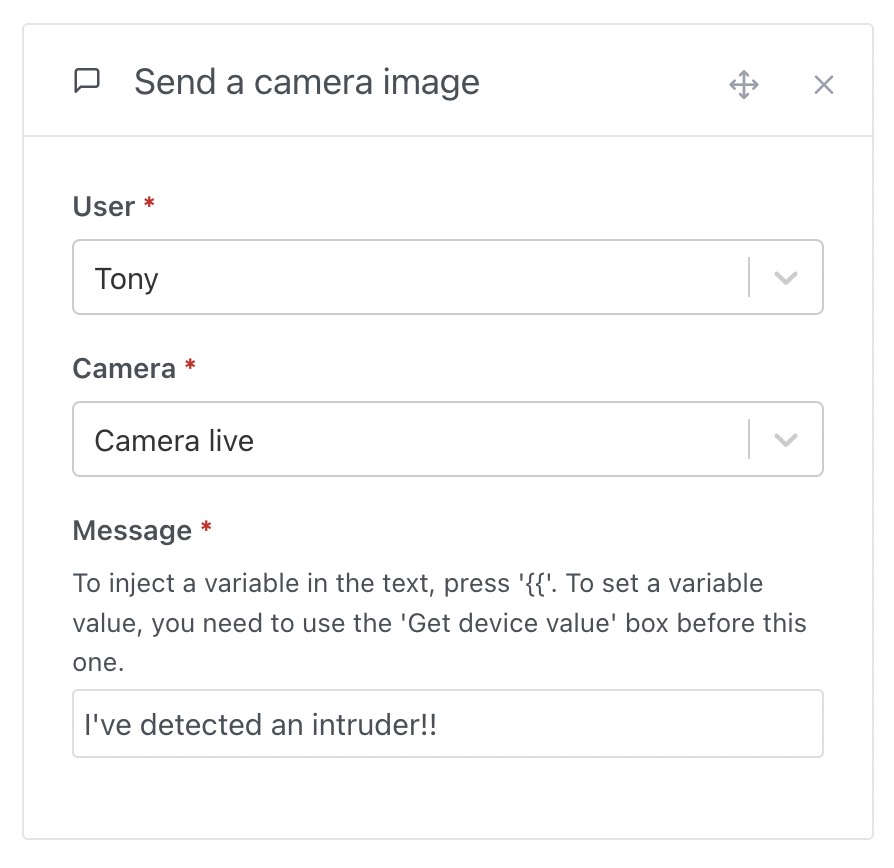 Send a camera image
User *
Tony
Camera *
Camera live
Message *
To inject a variable in the text, press '{{'. To set a variable
value, you need to use the 'Get device value' box before this
one.
I've detected an intruder!!